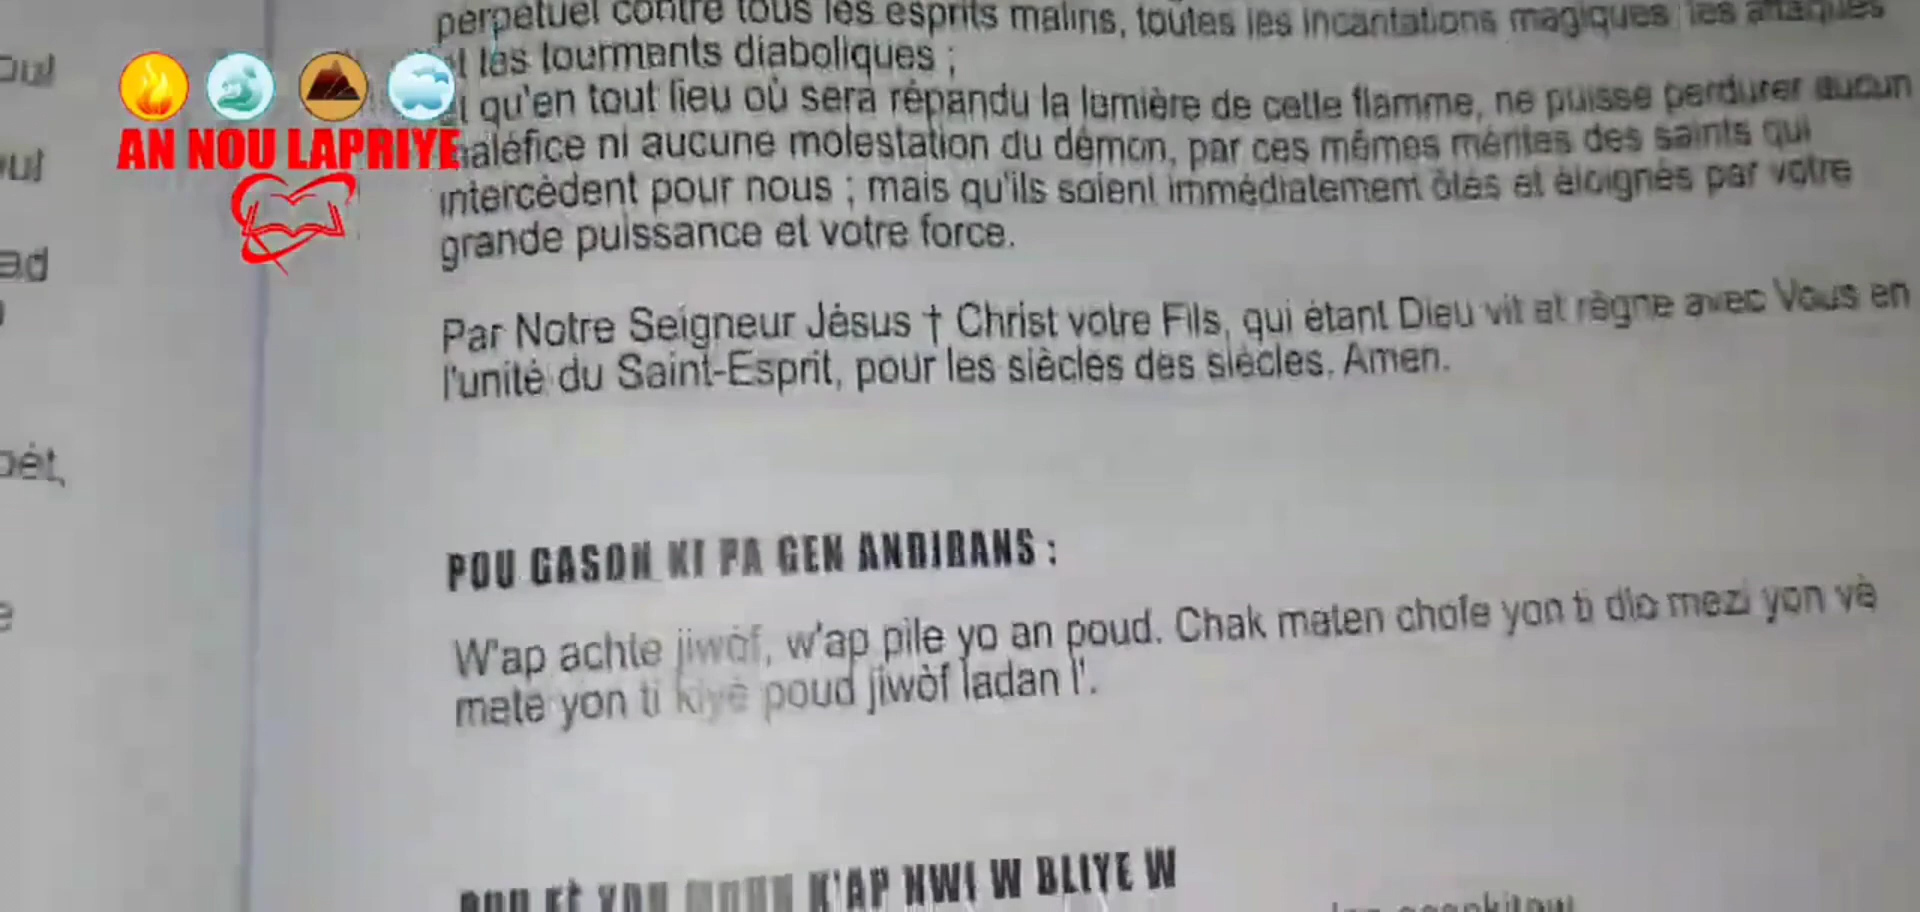 perpétuel contre tous les esprits malins, toutes les incantations magiques, les attaques
et les tourments diaboliques ;
qu'en tout lieu où sera répandu la lumière de cette flamme, ne puisse perdurer aucun
maléfice ni aucune molestation du démon, par ces mêmes mérites des saints qui
intercèdent pour nous ; mais qu'ils soient immédiatement ôtés et éloignés par votre
grande puissance et votre force.
Par Notre Seigneur Jésus † Christ votre Fils, qui étant Dieu vit et règne avec Vous en
l'unité du Saint-Esprit, pour les siècles des siècles. Amen.
POU GASON KI PA GEN ANDIRANS :
W'ap achte jiwòf, w'ap pile yo an poud. Chak maten chofe yon ti dlo mezi yon vè
mete yon ti kiyè poud jiwòf ladan l'.
K'AP NWI W BLIYE W
AN NOU LAPRIYE